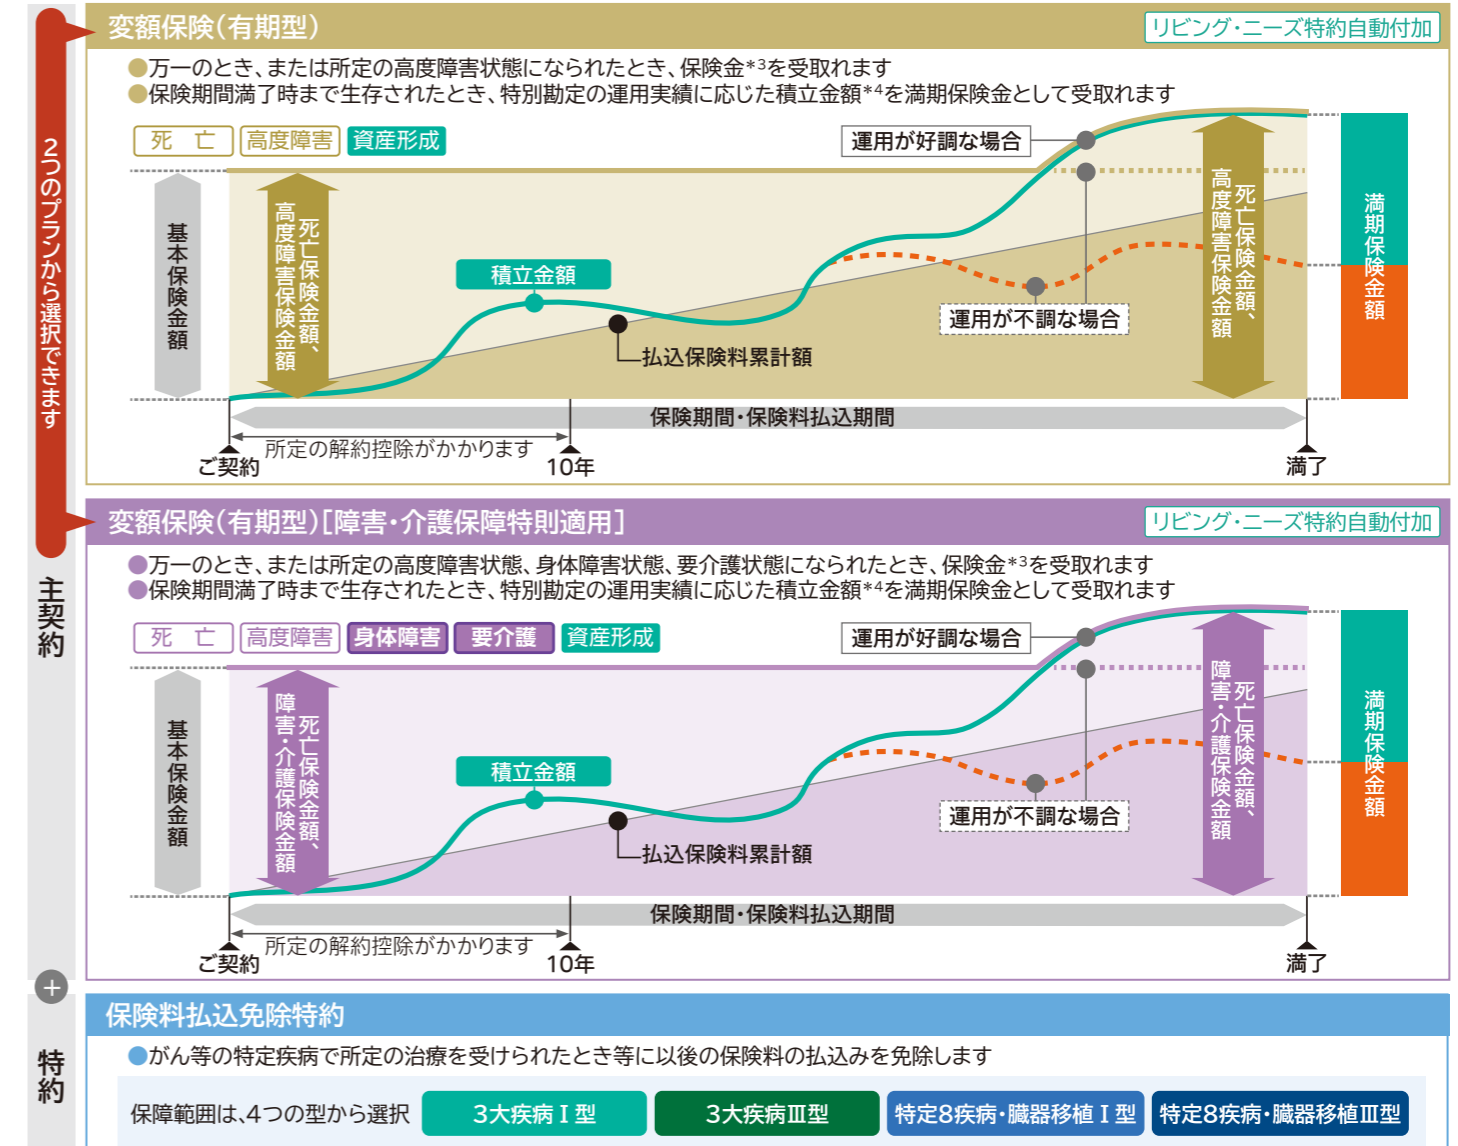 2つのプランから選択できます
主契約
変額保険(有期型)
リビング・ニーズ特約自動付加
●万一のとき、または所定の高度障害状態になられたとき、保険金*3を受取れます
●保険期間満了時まで生存されたとき、特別勘定の運用実績に応じた積立金額*4を満期保険金として受取れます
死 亡
高度障害
資産形成
運用が好調な場合
基本保険金額
死亡保険金額、
高度障害保険金額
積立金額
払込保険料累計額
運用が不調な場合
死亡保険金額、
高度障害保険金額
満期保険金額
保険期間・保険料払込期間
所定の解約控除がかかります
ご契約
10年
満了
変額保険(有期型)[障害・介護保障特則適用]
リビング・ニーズ特約自動付加
●万一のとき、または所定の高度障害状態、身体障害状態、要介護状態になられたとき、保険金*3を受取れます
●保険期間満了時まで生存されたとき、特別勘定の運用実績に応じた積立金額*4を満期保険金として受取れます
死 亡
高度障害
身体障害
要介護
資産形成
運用が好調な場合
基本保険金額
死亡保険金額、
障害・介護保険金額
積立金額
払込保険料累計額
運用が不調な場合
死亡保険金額、
障害・介護保険金額
満期保険金額
保険期間・保険料払込期間
所定の解約控除がかかります
ご契約
10年
満了
+
特約
保険料払込免除特約
●がん等の特定疾病で所定の治療を受けられたとき等に以後の保険料の払込みを免除します
保障範囲は、4つの型から選択
3大疾病Ⅰ型
3大疾病Ⅲ型
特定8疾病・臓器移植Ⅰ型
特定8疾病・臓器移植Ⅲ型